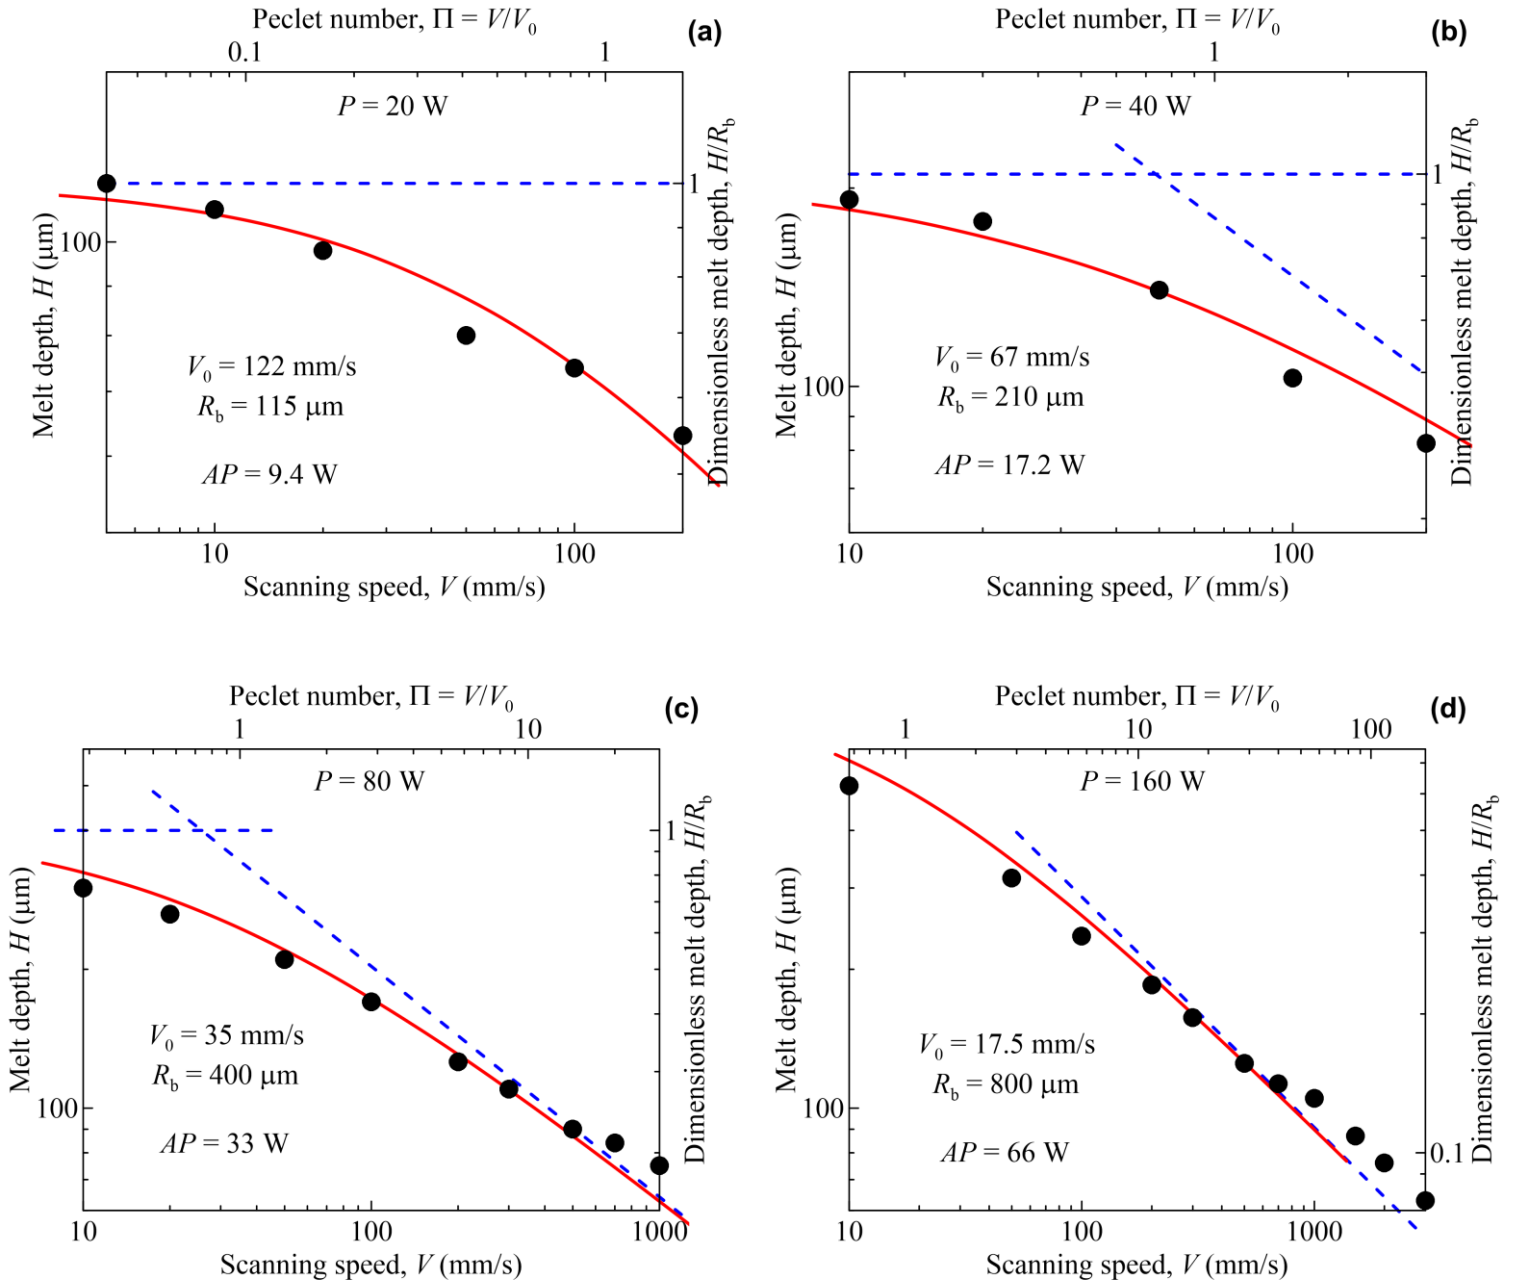 Peclet number, Π = V/V0
(a)
0.1
1
P = 20 W
Melt depth, H (μm)
100
1
Dimensionless melt depth, H/Rb
V0 = 122 mm/s
Rb = 115 μm
AP = 9.4 W
10
100
Scanning speed, V (mm/s)
Peclet number, Π = V/V0
(b)
1
P = 40 W
Melt depth, H (μm)
100
1
Dimensionless melt depth, H/Rb
V0 = 67 mm/s
Rb = 210 μm
AP = 17.2 W
10
100
Scanning speed, V (mm/s)
Peclet number, Π = V/V0
(c)
1
10
P = 80 W
Melt depth, H (μm)
100
1
Dimensionless melt depth, H/Rb
V0 = 35 mm/s
Rb = 400 μm
AP = 33 W
10
100
1000
Scanning speed, V (mm/s)
Peclet number, Π = V/V0
(d)
1
10
100
P = 160 W
Melt depth, H (μm)
100
0.1
Dimensionless melt depth, H/Rb
V0 = 17.5 mm/s
Rb = 800 μm
AP = 66 W
10
100
1000
Scanning speed, V (mm/s)